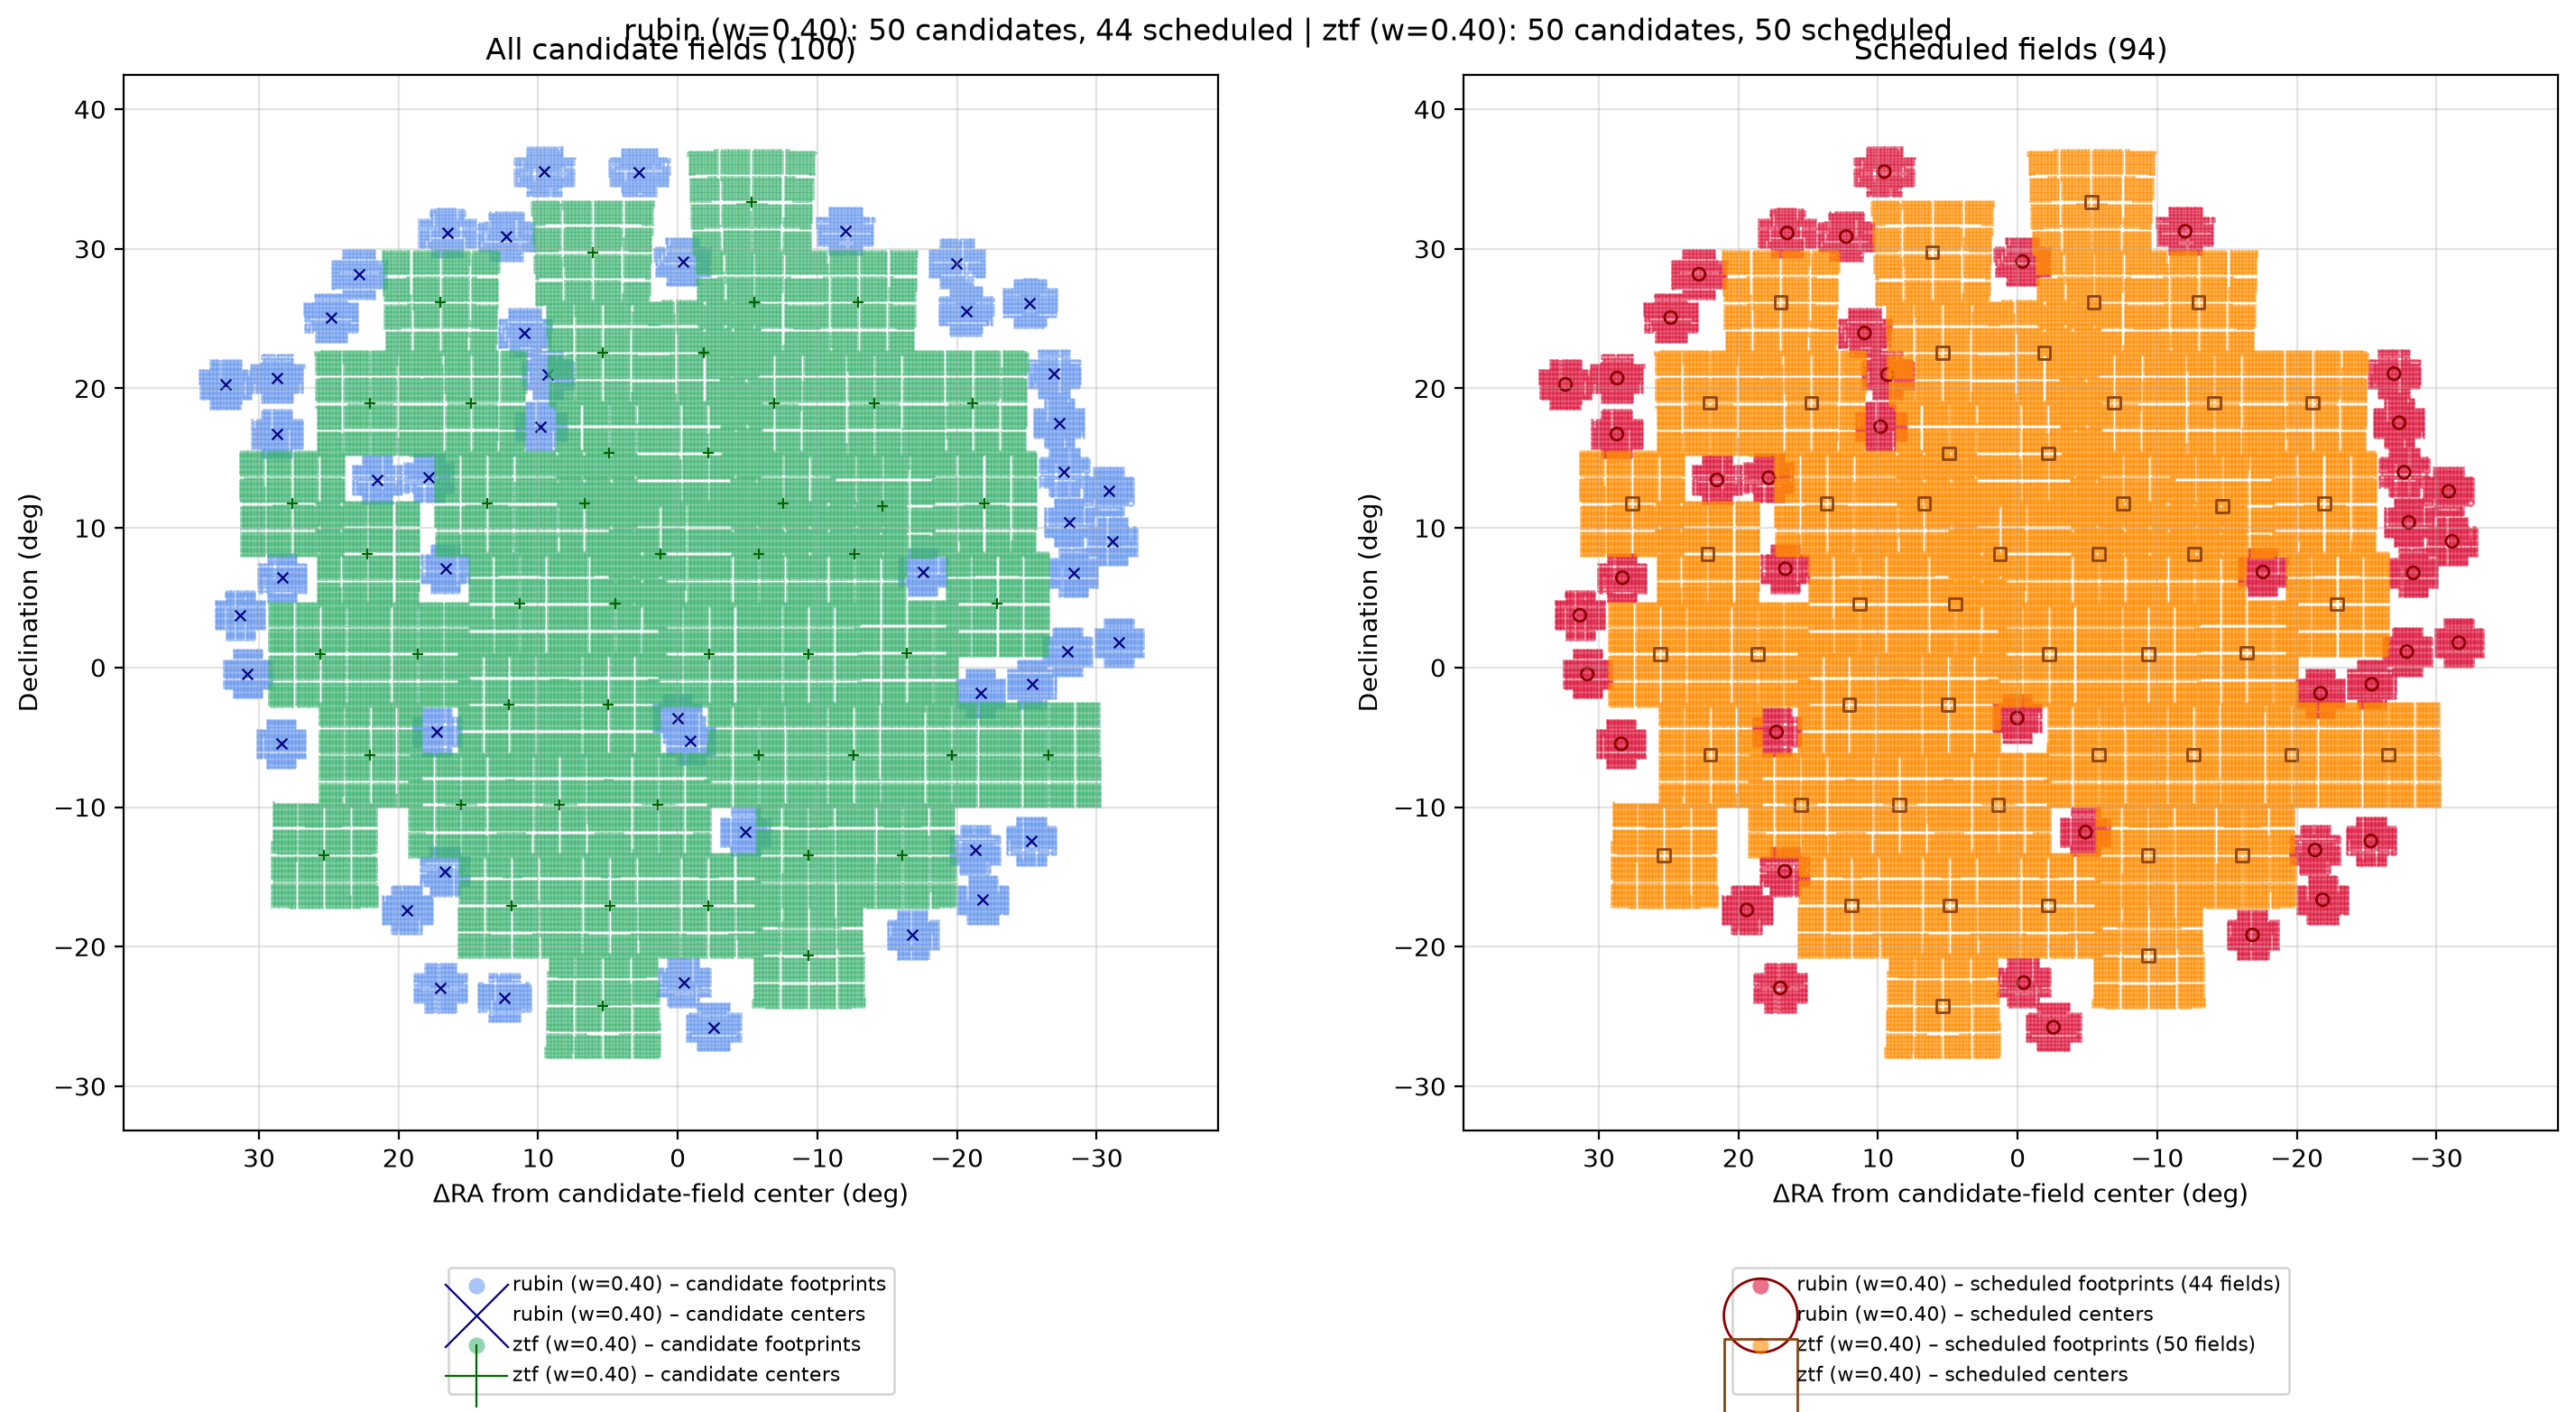 rubin (w=0.40): 50 candidates, 44 scheduled | ztf (w=0.40): 50 candidates, 50 scheduled
All candidate fields (100)
40
30
20
10
0
−10
−20
−30
Declination (deg)
30 20 10 0 −10 −20 −30
ΔRA from candidate-field center (deg)
rubin (w=0.40) – candidate footprints
rubin (w=0.40) – candidate centers
ztf (w=0.40) – candidate footprints
ztf (w=0.40) – candidate centers
Scheduled fields (94)
40
30
20
10
0
−10
−20
−30
Declination (deg)
30 20 10 0 −10 −20 −30
ΔRA from candidate-field center (deg)
rubin (w=0.40) – scheduled footprints (44 fields)
rubin (w=0.40) – scheduled centers
ztf (w=0.40) – scheduled footprints (50 fields)
ztf (w=0.40) – scheduled centers